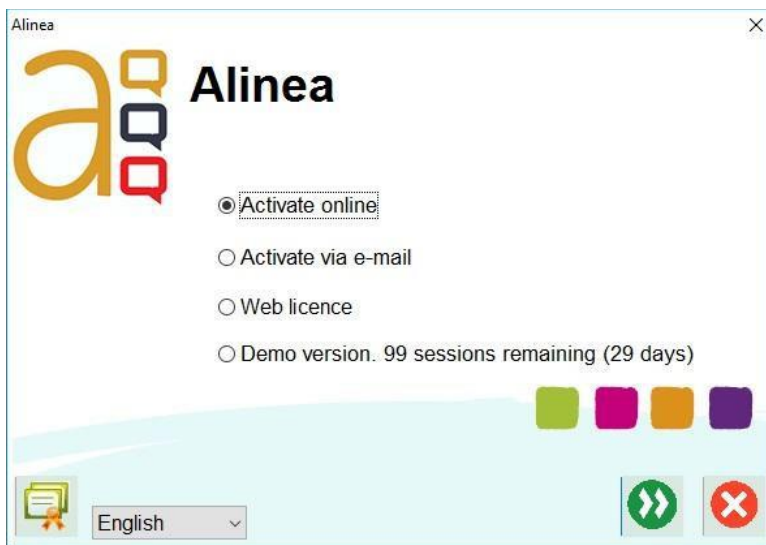 Alinea
Alinea
Activate online
Activate via e-mail
Web licence
Demo version. 99 sessions remaining (29 days)
English